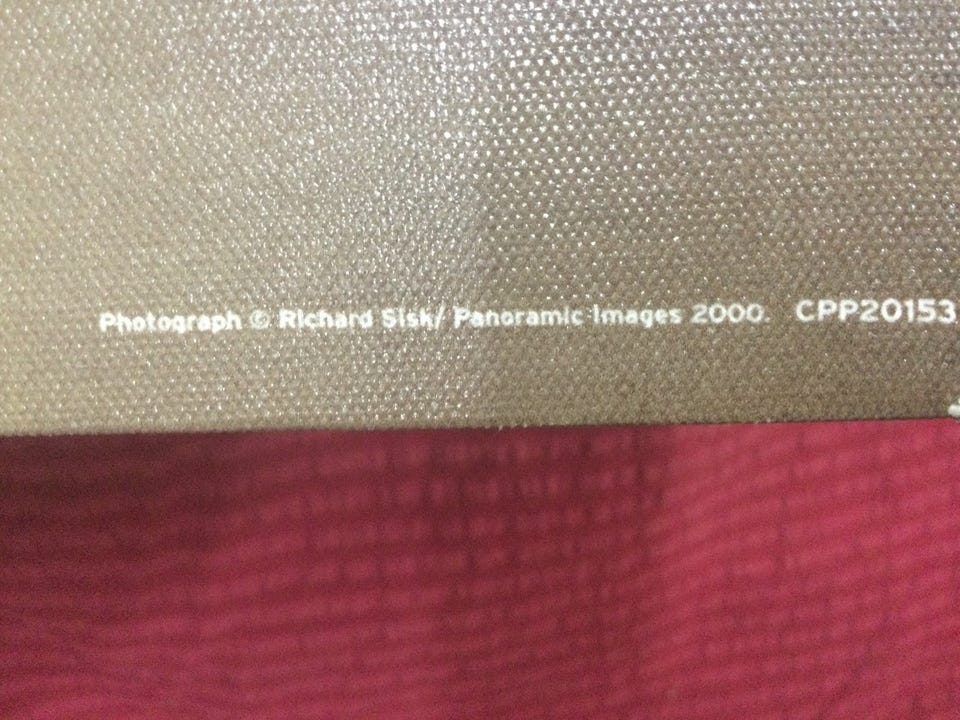 Photograph © Richard Sisk/ Panoramic Images 2000. CPP20153